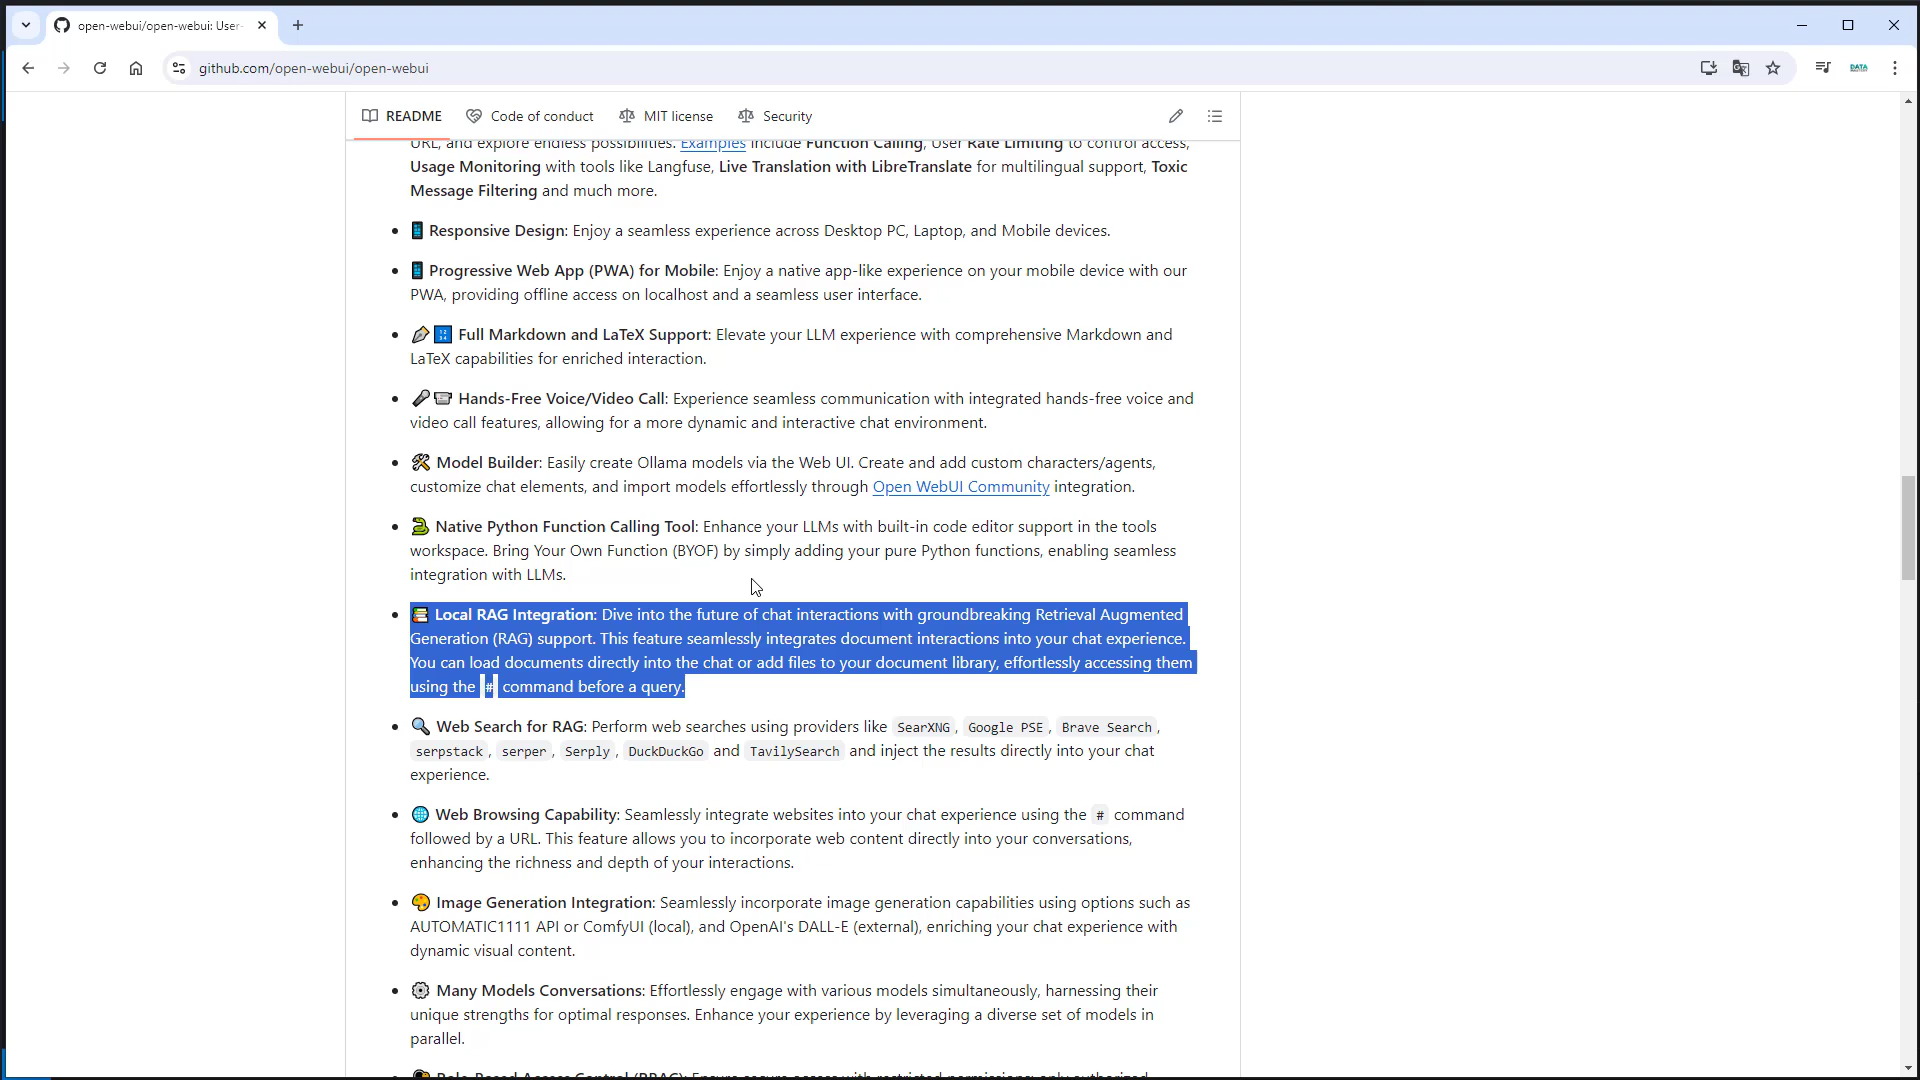 open-webui/open-webui: User-
github.com/open-webui/open-webui
DATA
README
Code of conduct
MIT license
Security
URL, and explore endless possibilities. Examples include Function Calling, User Rate Limiting to control access,
Usage Monitoring with tools like Langfuse, Live Translation with LibreTranslate for multilingual support, Toxic
Message Filtering and much more.
Responsive Design: Enjoy a seamless experience across Desktop PC, Laptop, and Mobile devices.
Progressive Web App (PWA) for Mobile: Enjoy a native app-like experience on your mobile device with our
PWA, providing offline access on localhost and a seamless user interface.
Full Markdown and LaTeX Support: Elevate your LLM experience with comprehensive Markdown and
LaTeX capabilities for enriched interaction.
Hands-Free Voice/Video Call: Experience seamless communication with integrated hands-free voice and
video call features, allowing for a more dynamic and interactive chat environment.
Model Builder: Easily create Ollama models via the Web UI. Create and add custom characters/agents,
customize chat elements, and import models effortlessly through Open WebUI Community integration.
Native Python Function Calling Tool: Enhance your LLMs with built-in code editor support in the tools
workspace. Bring Your Own Function (BYOF) by simply adding your pure Python functions, enabling seamless
integration with LLMs.
Local RAG Integration: Dive into the future of chat interactions with groundbreaking Retrieval Augmented
Generation (RAG) support. This feature seamlessly integrates document interactions into your chat experience.
You can load documents directly into the chat or add files to your document library, effortlessly accessing them
using the # command before a query.
Web Search for RAG: Perform web searches using providers like SearXNG, Google PSE, Brave Search,
serpstack, serper, Serply, DuckDuckGo and TavilySearch and inject the results directly into your chat
experience.
Web Browsing Capability: Seamlessly integrate websites into your chat experience using the # command
followed by a URL. This feature allows you to incorporate web content directly into your conversations,
enhancing the richness and depth of your interactions.
Image Generation Integration: Seamlessly incorporate image generation capabilities using options such as
AUTOMATIC1111 API or ComfyUI (local), and OpenAI's DALL-E (external), enriching your chat experience with
dynamic visual content.
Many Models Conversations: Effortlessly engage with various models simultaneously, harnessing their
unique strengths for optimal responses. Enhance your experience by leveraging a diverse set of models in
parallel.
Role-Based Access Control (RBAC): Ensure secure access with restricted permissions; only authorized